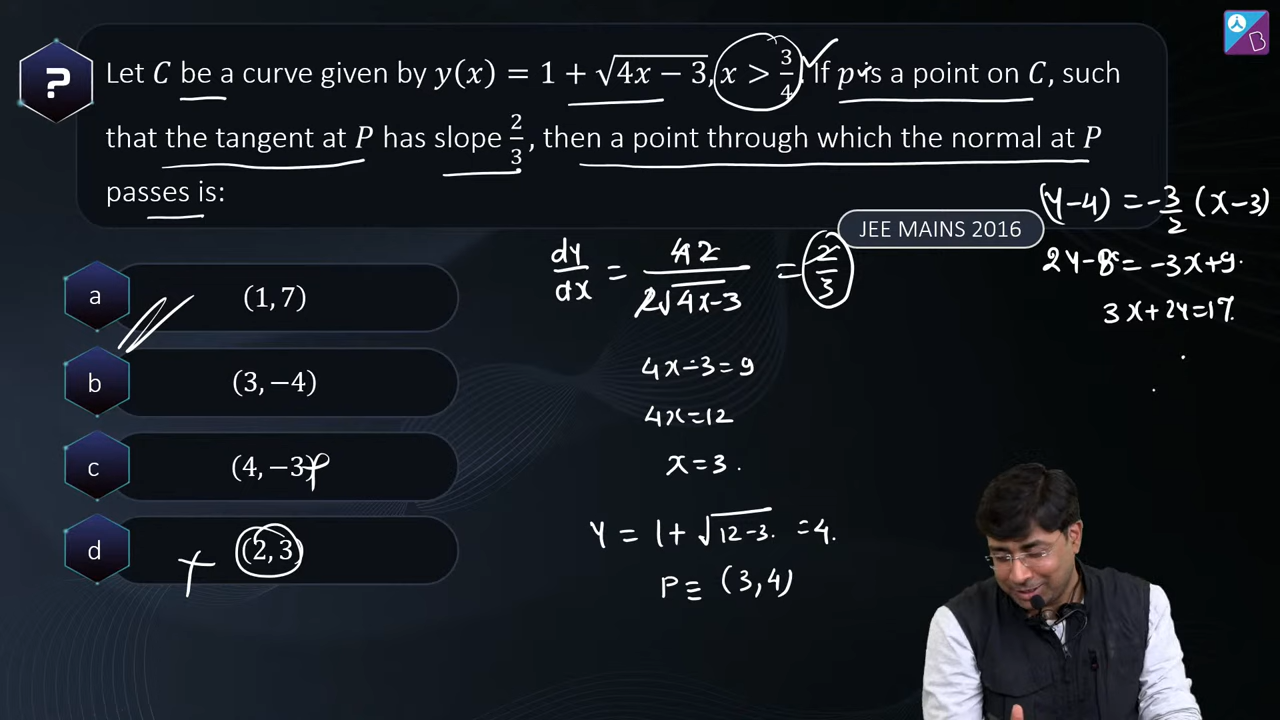 ?
Let C be a curve given by y(x) = 1 + √(4x − 3), x > 3/4. If p is a point on C, such
that the tangent at P has slope 2/3, then a point through which the normal at P
passes is:
JEE MAINS 2016
a (1, 7)
b (3, −4)
c (4, −3)
d (2, 3)
dy/dx = 4 2 / 2√(4x-3) = 2/3
4x-3=9
4x=12
x=3.
y = 1+ √(12-3) =4.
P≡ (3,4)
(y-4) = -3/2 (x-3)
2y-8 = -3x+9.
3x+2y=17.
B